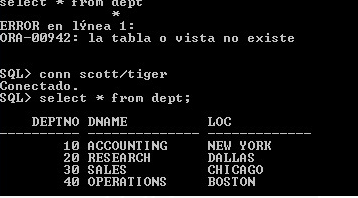 select * from dept
*
ERROR en lýnea 1:
ORA-00942: la tabla o vista no existe
SQL> conn scott/tiger
Conectado.
SQL> select * from dept;
DEPTNO DNAME LOC
---------- -------------- -------------
10 ACCOUNTING NEW YORK
20 RESEARCH DALLAS
30 SALES CHICAGO
40 OPERATIONS BOSTON